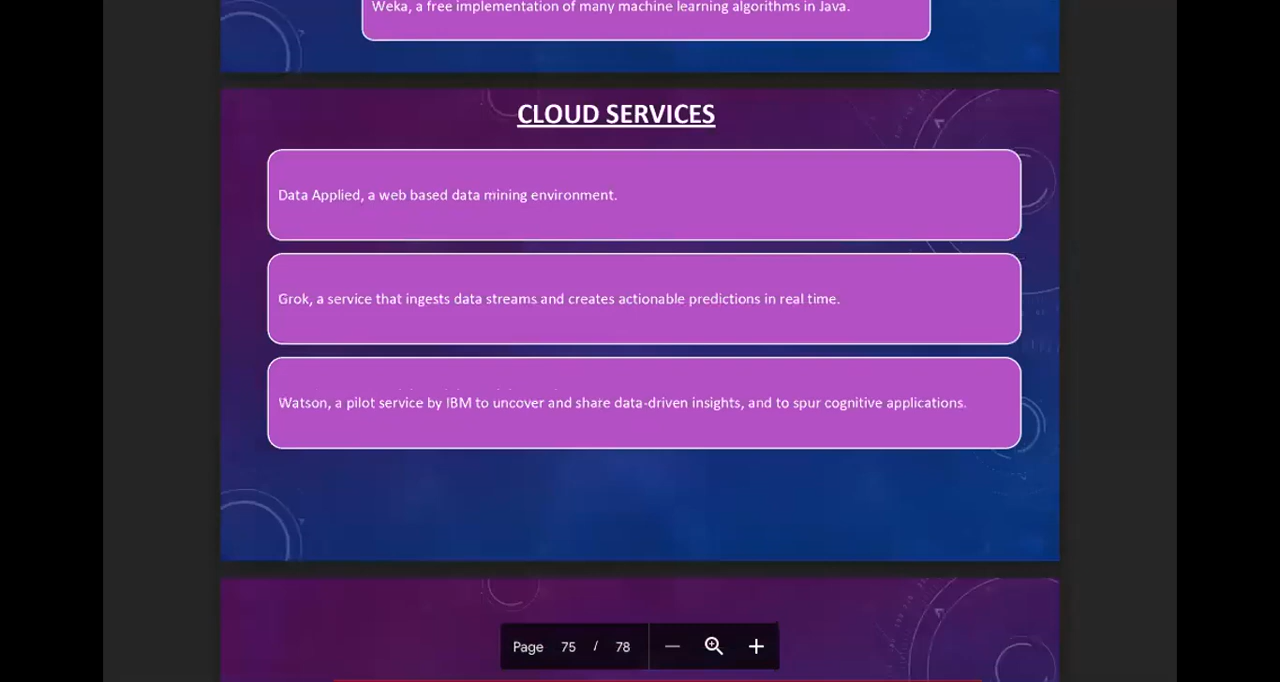 Weka, a free implementation of many machine learning algorithms in Java.
CLOUD SERVICES
Data Applied, a web based data mining environment.
Grok, a service that ingests data streams and creates actionable predictions in real time.
Watson, a pilot service by IBM to uncover and share data-driven insights, and to spur cognitive applications.
Page 75 / 78